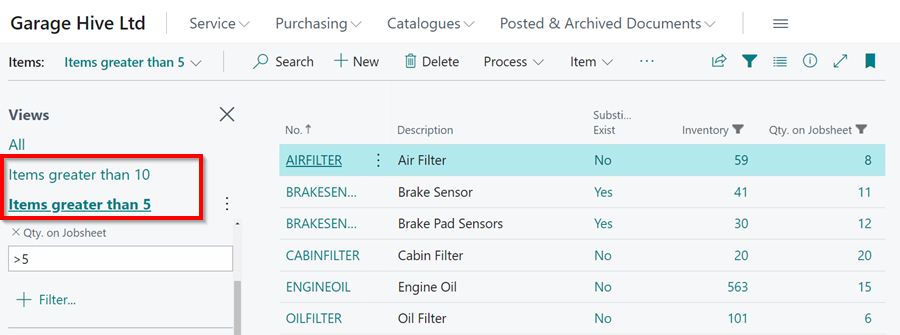 Garage Hive Ltd Service Purchasing Catalogues Posted & Archived Documents
Items: Items greater than 5 Search New Delete Process Item ...
Views
All
Items greater than 10
Items greater than 5
Qty. on Jobsheet
>5
Filter...
No. Description Substi... Exist Inventory Qty. on Jobsheet
AIRFILTER Air Filter No 59 8
BRAKESEN... Brake Sensor Yes 41 11
BRAKESEN... Brake Pad Sensors Yes 30 12
CABINFILTER Cabin Filter No 20 20
ENGINEOIL Engine Oil No 563 15
OILFILTER Oil Filter No 101 6